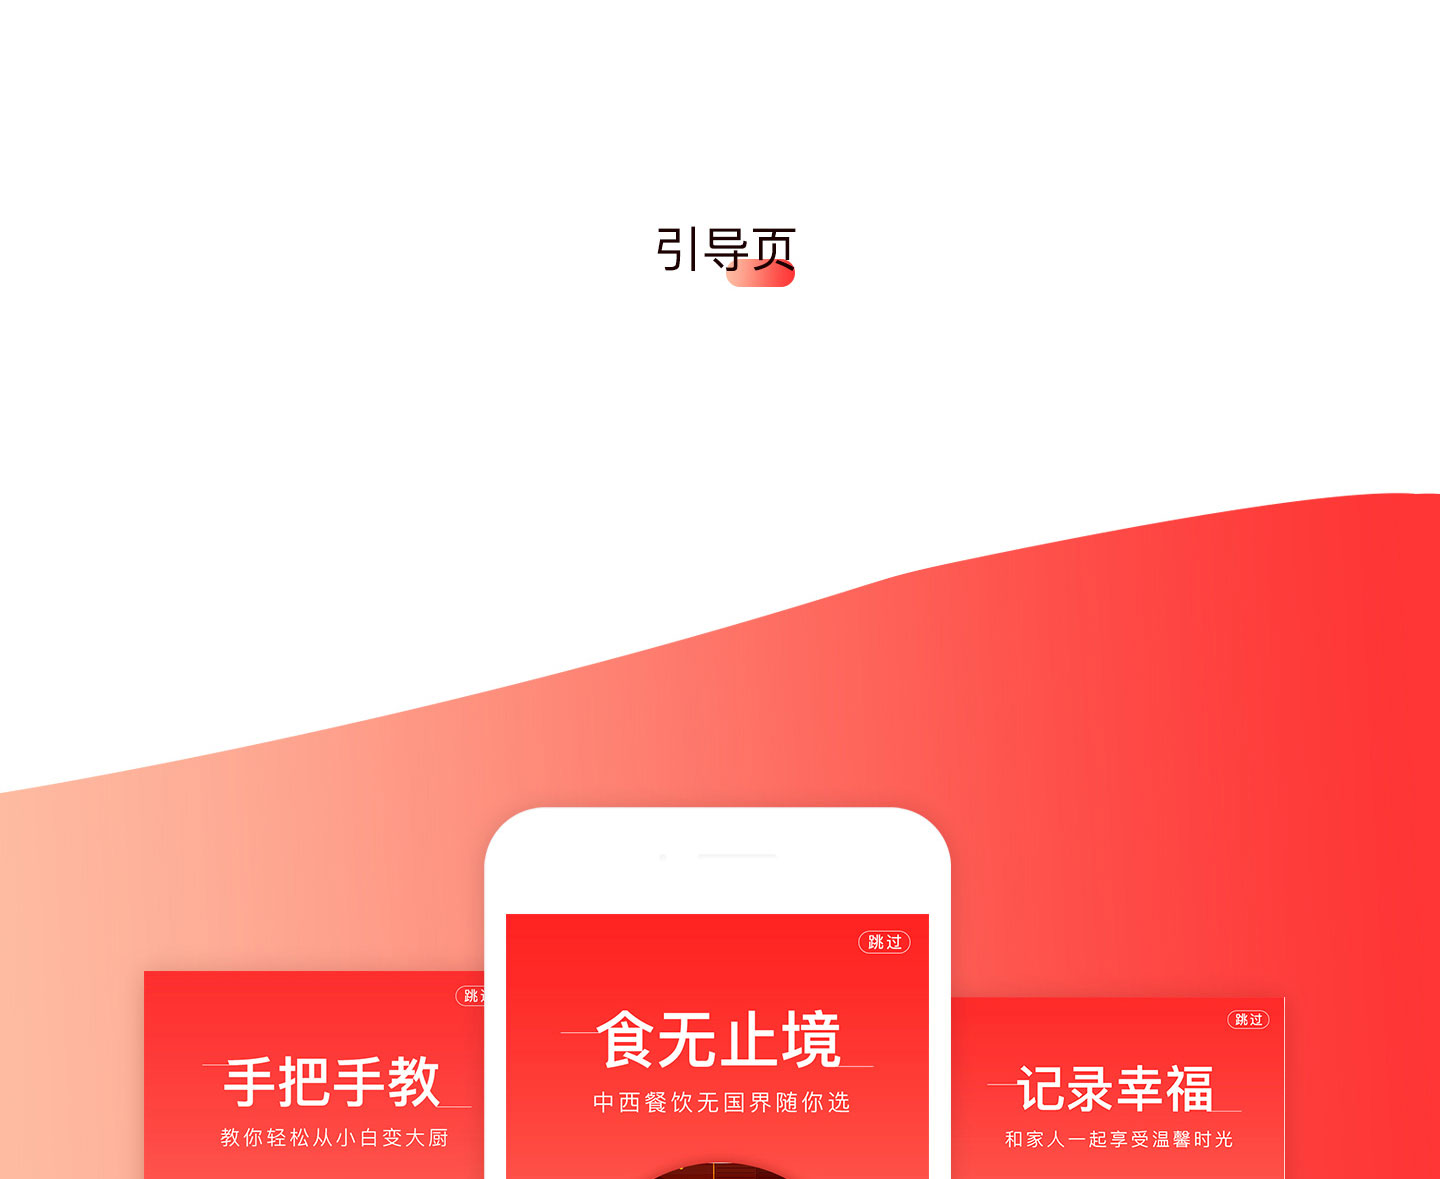 引导页
跳过
食无止境
中西餐饮无国界随你选
跳
手把手教
教你轻松从小白变大厨
跳过
记录幸福
和家人一起享受温馨时光